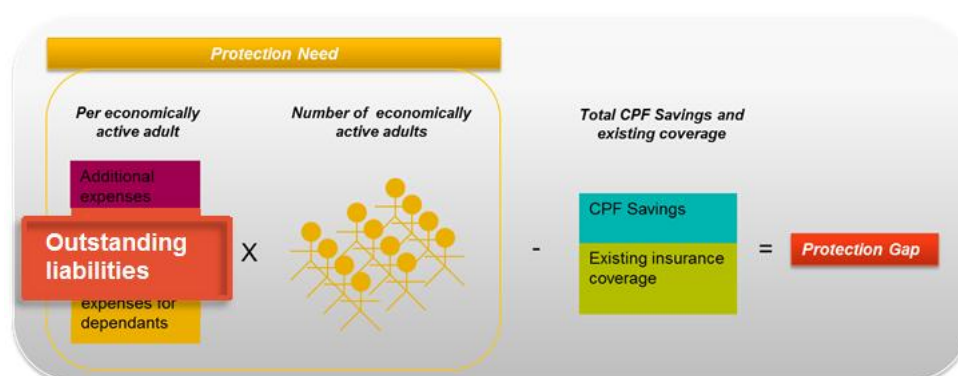 Protection Need
Per economically
active adult
Number of economically
active adults
Total CPF Savings and
existing coverage
Additional
expenses
Outstanding
liabilities
expenses for
dependants
X
-
CPF Savings
Existing insurance
coverage
=
Protection Gap